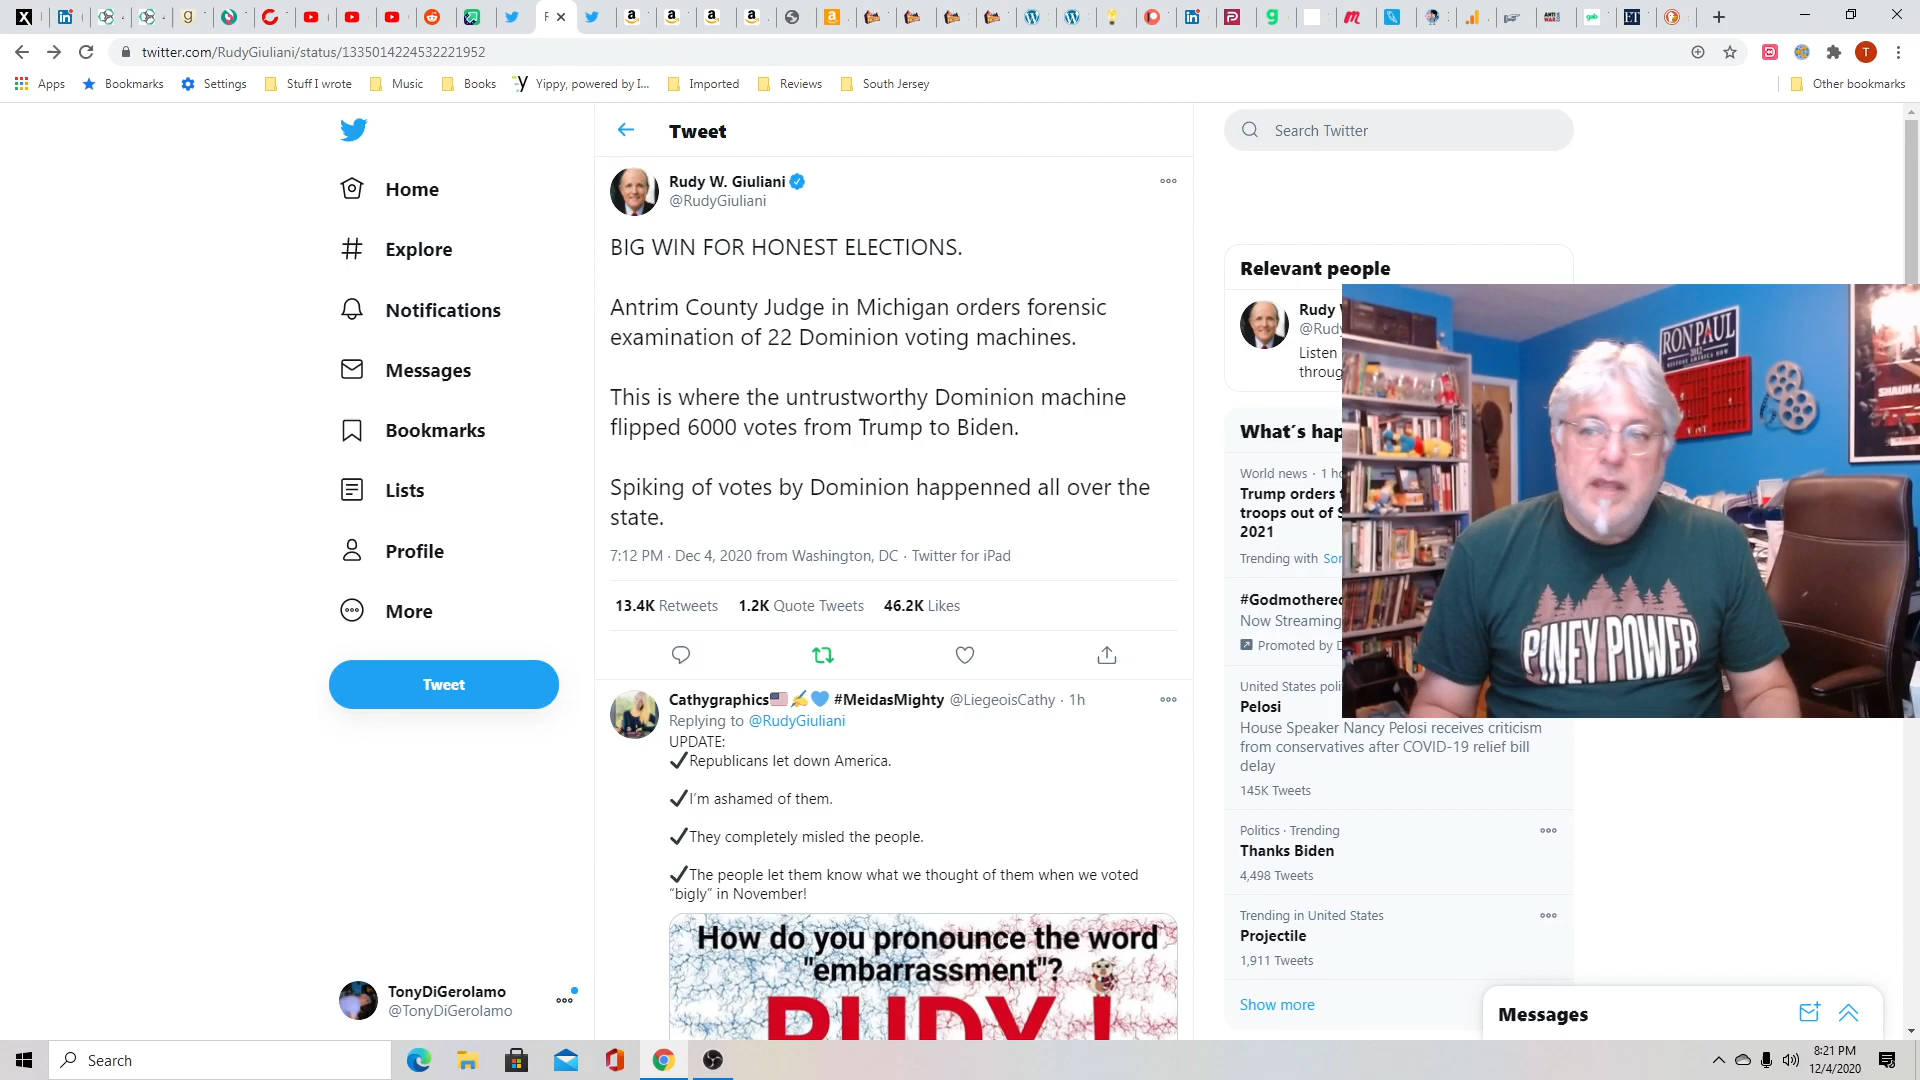 twitter.com/RudyGiuliani/status/1335014224532221952
Apps
Bookmarks
Settings
Stuff I wrote
Music
Books
Yippy, powered by I...
Imported
Reviews
South Jersey
Other bookmarks
Home
Explore
Notifications
Messages
Bookmarks
Lists
Profile
More
Tweet
TonyDiGerolamo
@TonyDiGerolamo
Tweet
Rudy W. Giuliani
@RudyGiuliani
BIG WIN FOR HONEST ELECTIONS.
Antrim County Judge in Michigan orders forensic
examination of 22 Dominion voting machines.
This is where the untrustworthy Dominion machine
flipped 6000 votes from Trump to Biden.
Spiking of votes by Dominion happenned all over the
state.
7:12 PM · Dec 4, 2020 from Washington, DC · Twitter for iPad
13.4K Retweets 1.2K Quote Tweets 46.2K Likes
Cathygraphics🇺🇸✍️💙 #MeidasMighty @LiegeoisCathy · 1h
Replying to @RudyGiuliani
UPDATE:
✔Republicans let down America.
✔I'm ashamed of them.
✔They completely misled the people.
✔The people let them know what we thought of them when we voted
“bigly” in November!
How do you pronounce the word
"embarrassment"?
RUDY !
Search Twitter
Relevant people
Rudy
@Rudy
Listen
throug
What's hap
World news · 1 h
Trump orders
troops out of S
2021
Trending with Sor
#Godmothered
Now Streaming
Promoted by D
United States poli
Pelosi
House Speaker Nancy Pelosi receives criticism
from conservatives after COVID-19 relief bill
delay
145K Tweets
Politics · Trending
Thanks Biden
4,498 Tweets
Trending in United States
Projectile
1,911 Tweets
Show more
Messages
RON PAUL
2012
PINEY POWER
Search
8:21 PM
12/4/2020